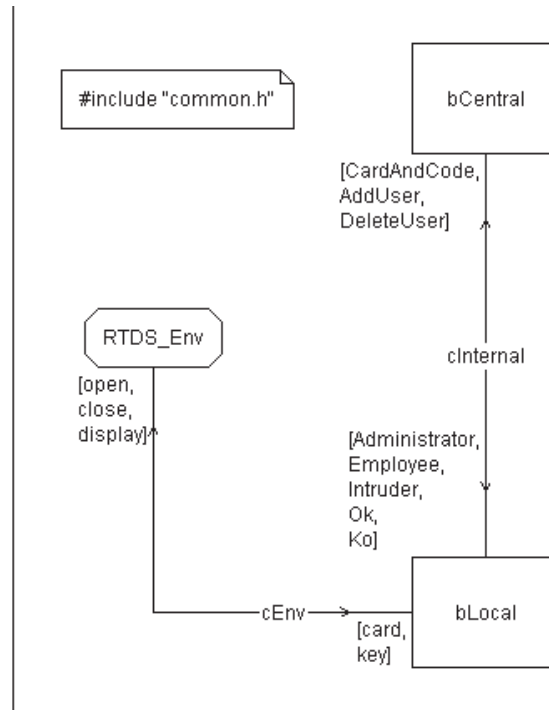 #include "common.h"
bCentral
[CardAndCode,
AddUser,
DeleteUser]
RTDS_Env
[open,
close,
display]
cInternal
[Administrator,
Employee,
Intruder,
Ok,
Ko]
cEnv
[card,
key]
bLocal